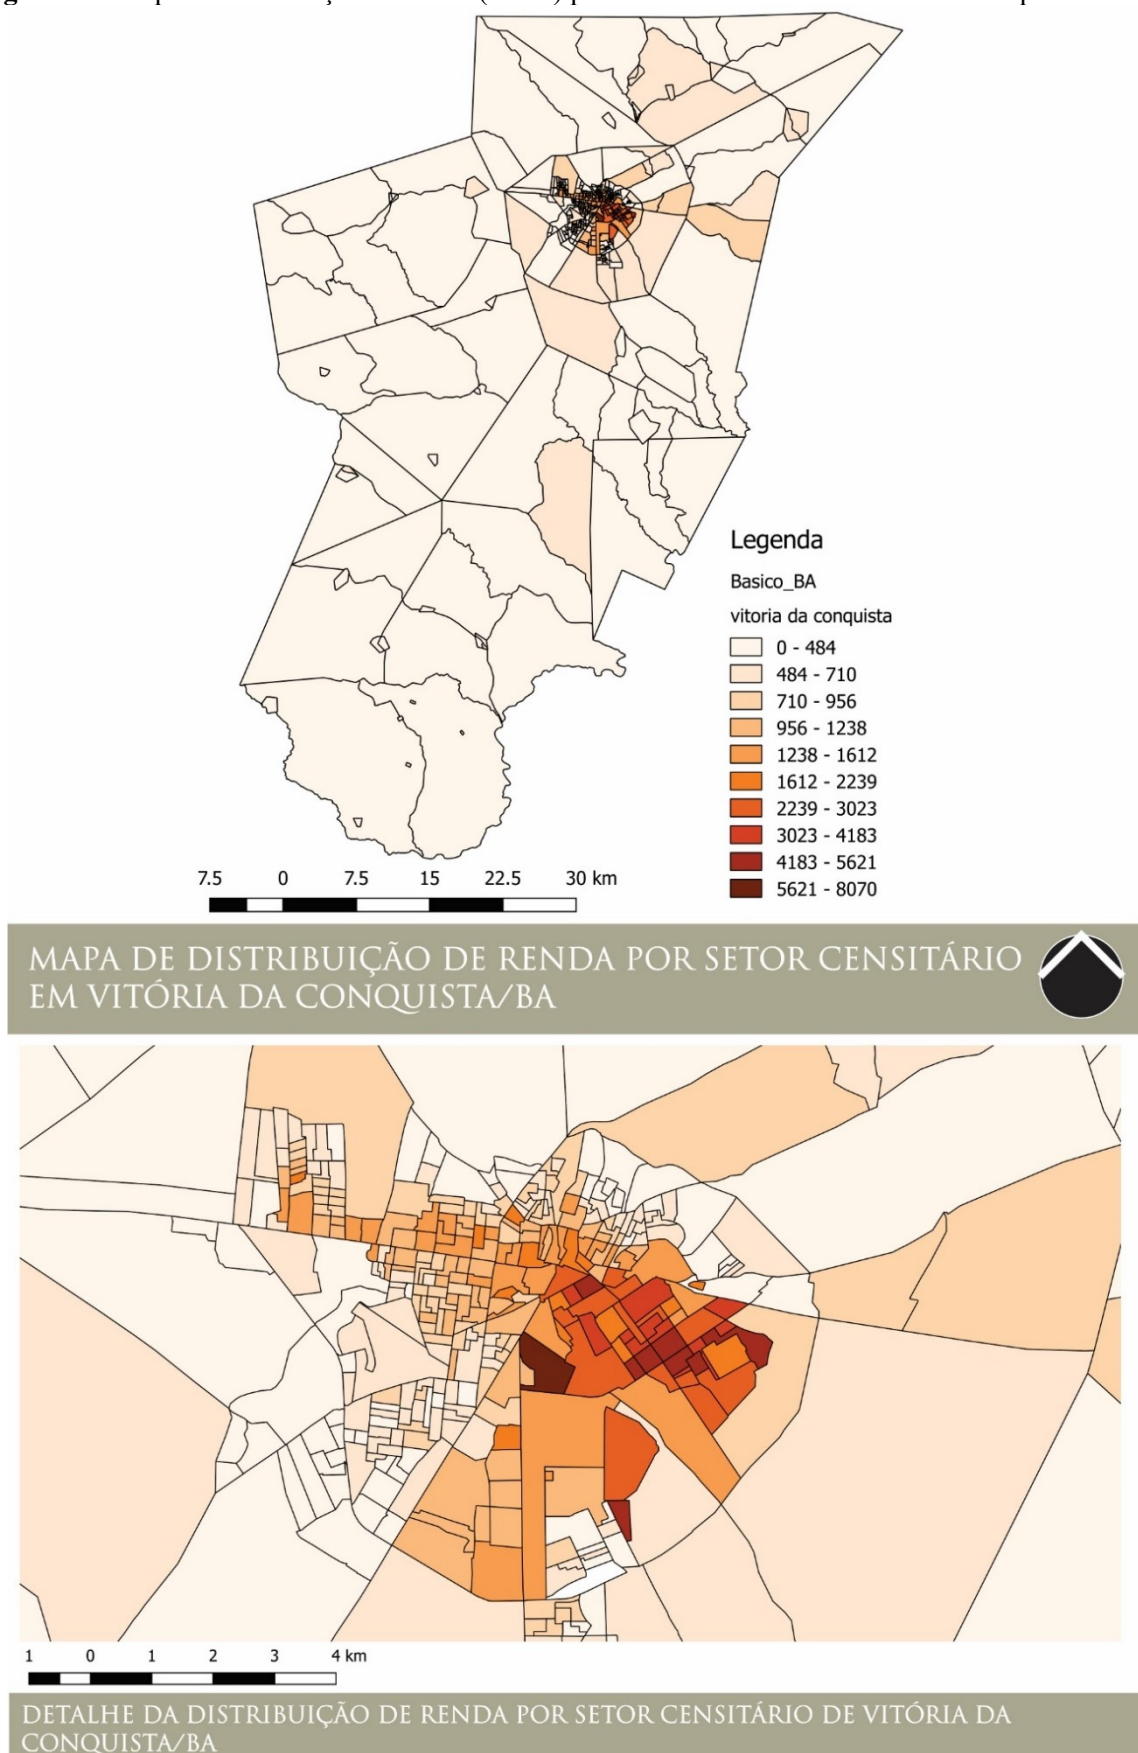 Legenda
Basico_BA
vitoria da conquista
0 - 484
484 - 710
710 - 956
956 - 1238
1238 - 1612
1612 - 2239
2239 - 3023
3023 - 4183
4183 - 5621
5621 - 8070
7.5 0 7.5 15 22.5 30 km
MAPA DE DISTRIBUIÇÃO DE RENDA POR SETOR CENSITÁRIO
EM VITÓRIA DA CONQUISTA/BA
1 0 1 2 3 4 km
DETALHE DA DISTRIBUIÇÃO DE RENDA POR SETOR CENSITÁRIO DE VITÓRIA DA
CONQUISTA/BA